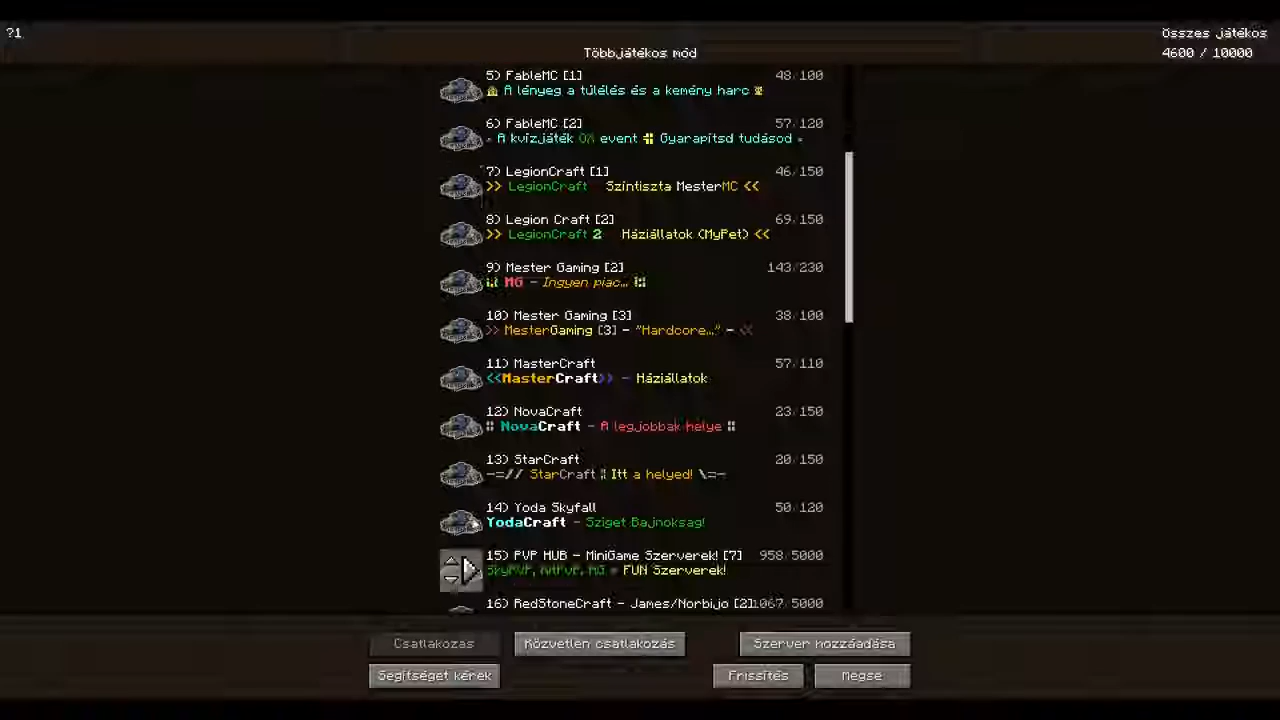 ?1
Összes játékos
4600 / 10000
Többjátékos mód
5) FableMC [1] 48/100
A lényeg a túlélés és a kemény harc
6) FableMC [2] 57/120
- A kvízjáték event Gyarapítsd tudásod -
7) LegionCraft [1] 46/150
>> LegionCraft Színtiszta MesterMC <<
8) Legion Craft [2] 69/150
>> LegionCraft 2 Háziállatok (MyPet) <<
9) Mester Gaming [2] 143/230
MG - Ingyen piac...
10) Mester Gaming [3] 38/100
>> MesterGaming [3] - "Hardcore..." - <<
11) MasterCraft 57/110
<<MasterCraft>> - Háziállatok
12) NovaCraft 23/150
NovaCraft - A legjobbak helye
13) StarCraft 20/150
-=// StarCraft ¦ Itt a helyed! \=--
14) Yoda Skyfall 50/120
YodaCraft - Sziget Bajnokság!
15) PVP HUB - MiniGame Szerverek! [7] 958/5000
SkyPVP, KitPvP, MG - FUN Szerverek!
16) RedStoneCraft - James/Norbijo [2] 1067/5000
Csatlakozás
Közvetlen csatlakozás
Szerver hozzáadása
Segítséget kérek
Frissítés
Mégse